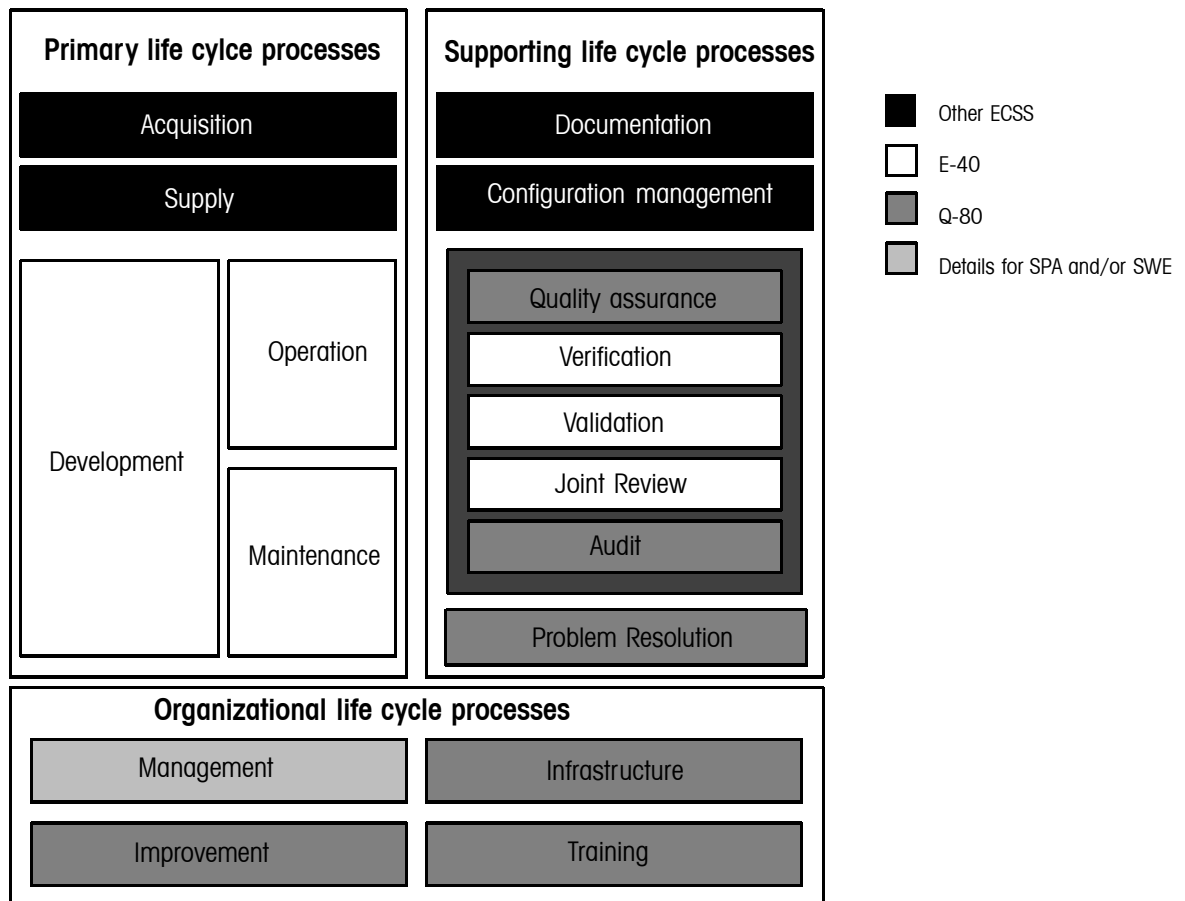 Primary life cylce processes
Acquisition
Supply
Development
Operation
Maintenance
Supporting life cycle processes
Documentation
Configuration management
Quality assurance
Verification
Validation
Joint Review
Audit
Problem Resolution
Organizational life cycle processes
Management
Infrastructure
Improvement
Training
Other ECSS
E-40
Q-80
Details for SPA and/or SWE